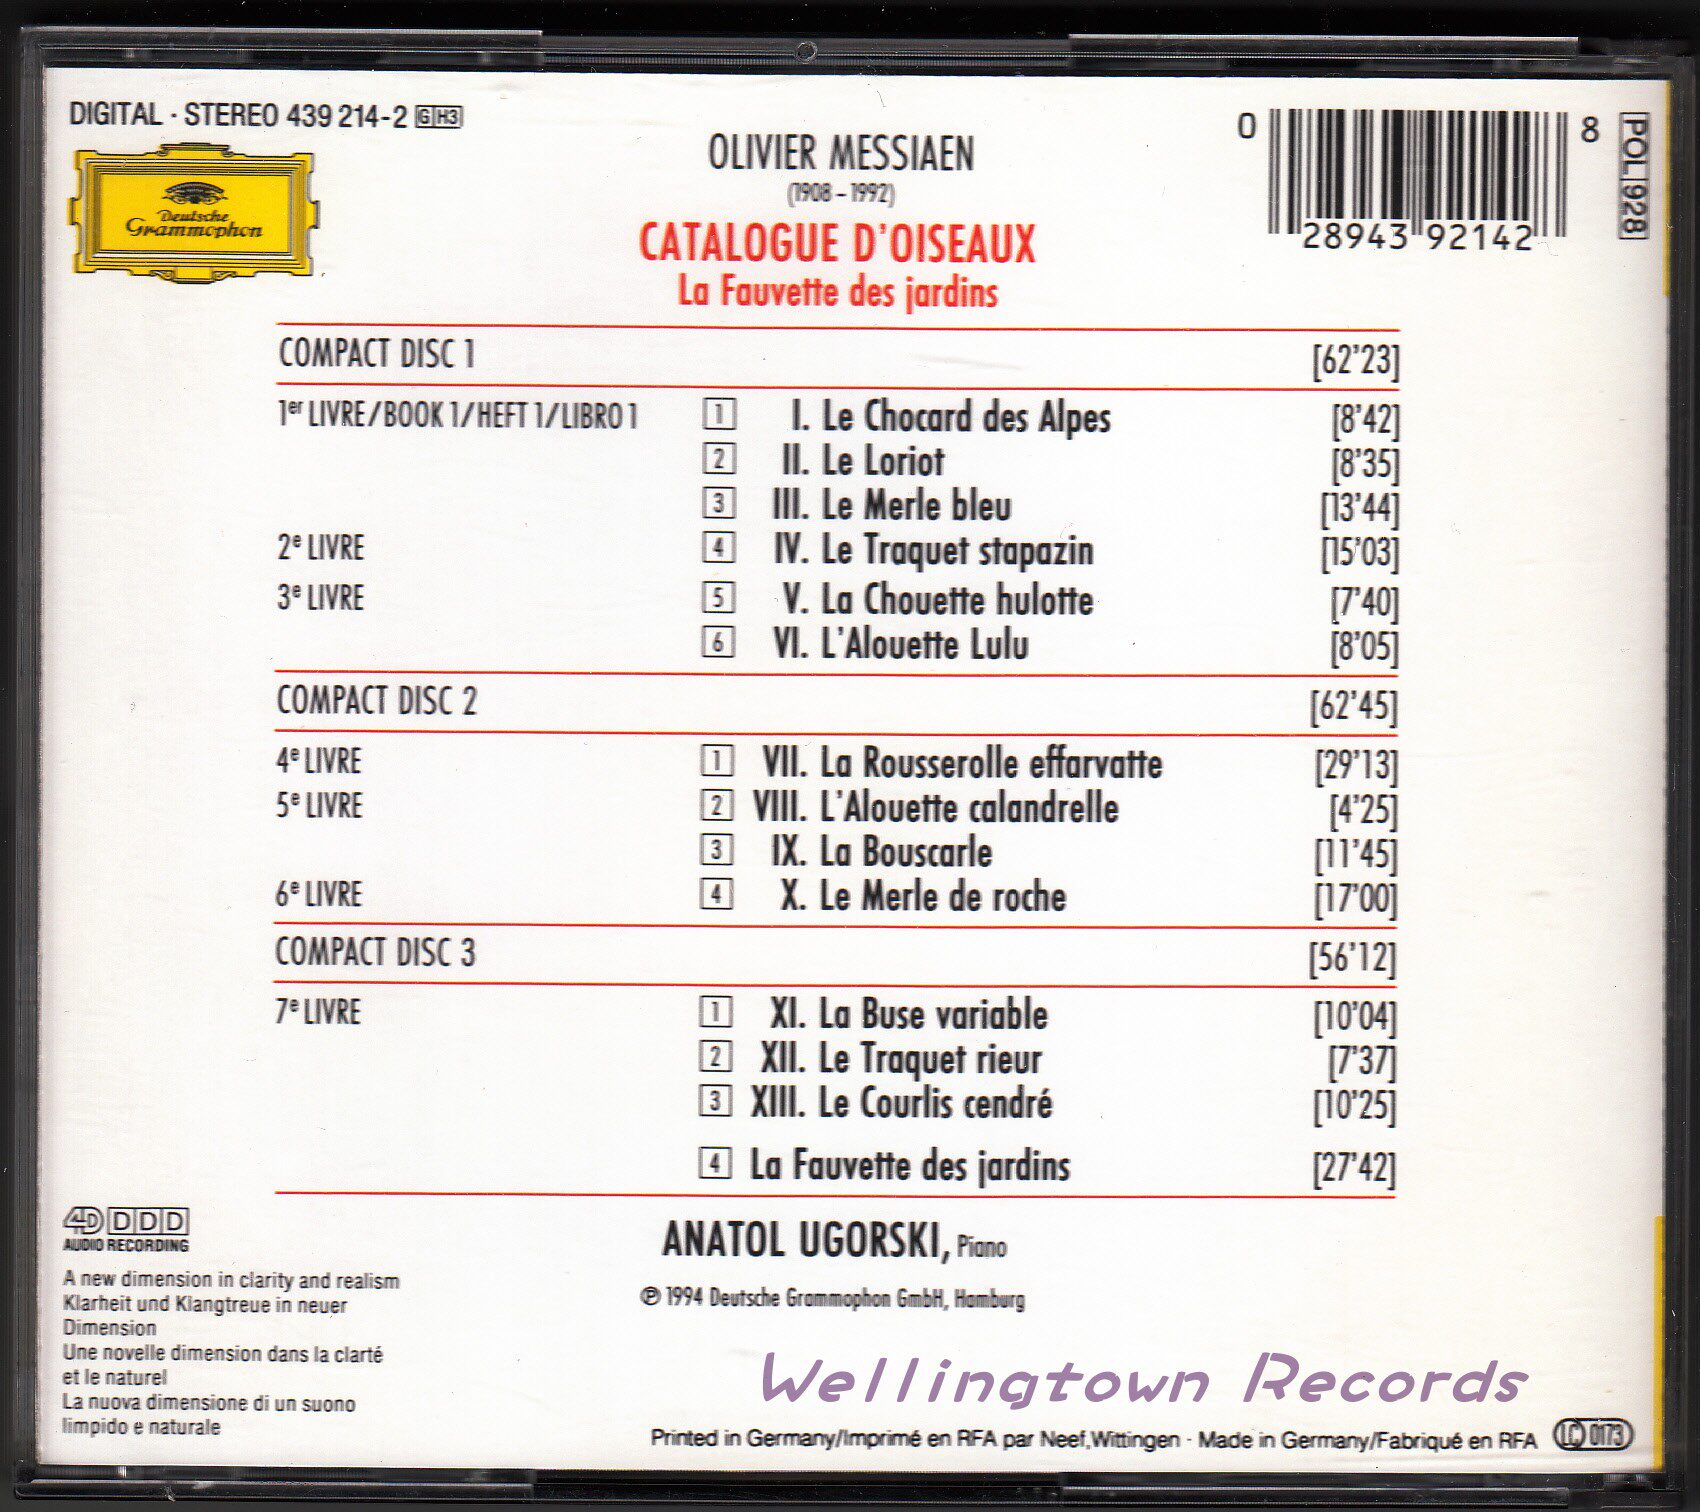 DIGITAL · STEREO 439 214-2 GH3
Deutsche
Grammophon
OLIVIER MESSIAEN
(1908 – 1992)
CATALOGUE D'OISEAUX
La Fauvette des jardins
0 28943 92142 8
POL 928
COMPACT DISC 1 [62'23]
1er LIVRE/BOOK 1/HEFT 1/LIBRO 1 1 I. Le Chocard des Alpes [8'42]
2 II. Le Loriot [8'35]
3 III. Le Merle bleu [13'44]
2e LIVRE 4 IV. Le Traquet stapazin [15'03]
3e LIVRE 5 V. La Chouette hulotte [7'40]
6 VI. L'Alouette Lulu [8'05]
COMPACT DISC 2 [62'45]
4e LIVRE 1 VII. La Rousserolle effarvatte [29'13]
5e LIVRE 2 VIII. L'Alouette calandrelle [4'25]
3 IX. La Bouscarle [11'45]
6e LIVRE 4 X. Le Merle de roche [17'00]
COMPACT DISC 3 [56'12]
7e LIVRE 1 XI. La Buse variable [10'04]
2 XII. Le Traquet rieur [7'37]
3 XIII. Le Courlis cendré [10'25]
4 La Fauvette des jardins [27'42]
ANATOL UGORSKI, Piano
℗ 1994 Deutsche Grammophon GmbH, Hamburg
4D DDD
AUDIO RECORDING
A new dimension in clarity and realism
Klarheit und Klangtreue in neuer
Dimension
Une novelle dimension dans la clarté
et le naturel
La nuova dimensione di un suono
limpido e naturale
Wellingtown Records
Printed in Germany/Imprimé en RFA par Neef,Wittingen · Made in Germany/Fabriqué en RFA LC 0173